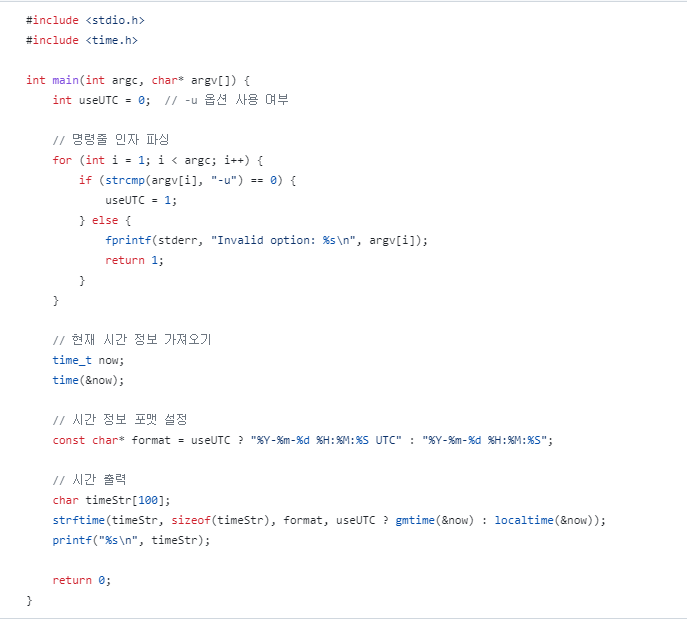 #include <stdio.h>
#include <time.h>

int main(int argc, char* argv[]) {
    int useUTC = 0;  // -u 옵션 사용 여부

    // 명령줄 인자 파싱
    for (int i = 1; i < argc; i++) {
        if (strcmp(argv[i], "-u") == 0) {
            useUTC = 1;
        } else {
            fprintf(stderr, "Invalid option: %s\n", argv[i]);
            return 1;
        }
    }

    // 현재 시간 정보 가져오기
    time_t now;
    time(&now);

    // 시간 정보 포맷 설정
    const char* format = useUTC ? "%Y-%m-%d %H:%M:%S UTC" : "%Y-%m-%d %H:%M:%S";

    // 시간 출력
    char timeStr[100];
    strftime(timeStr, sizeof(timeStr), format, useUTC ? gmtime(&now) : localtime(&now));
    printf("%s\n", timeStr);

    return 0;
}